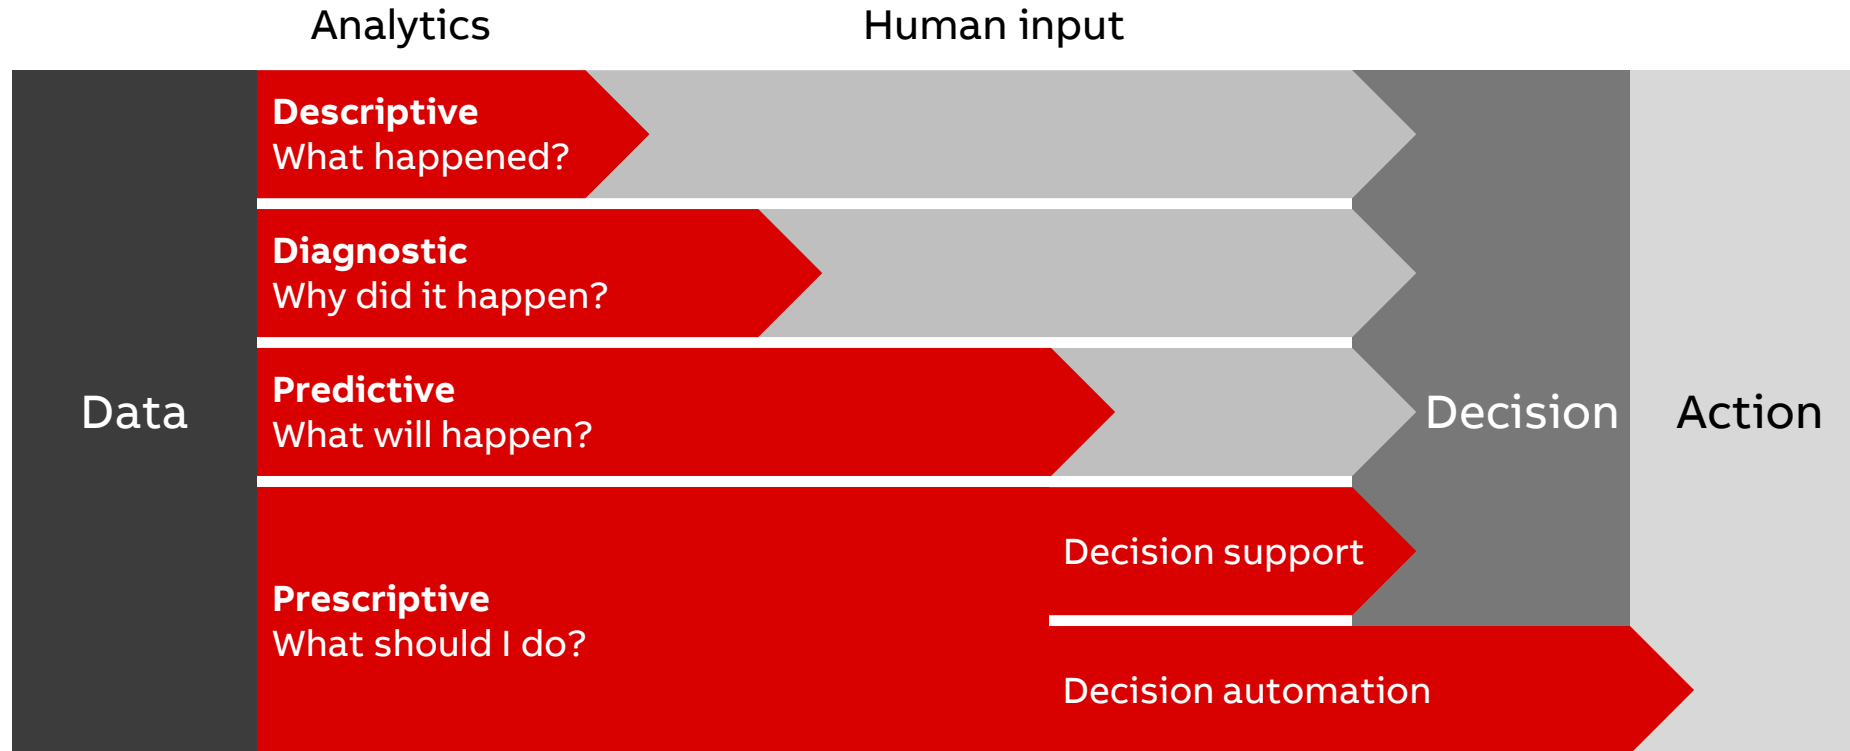 Analytics
Human input
Descriptive
What happened?
Diagnostic
Why did it happen?
Predictive
What will happen?
Data
Decision
Action
Decision support
Prescriptive
What should I do?
Decision automation